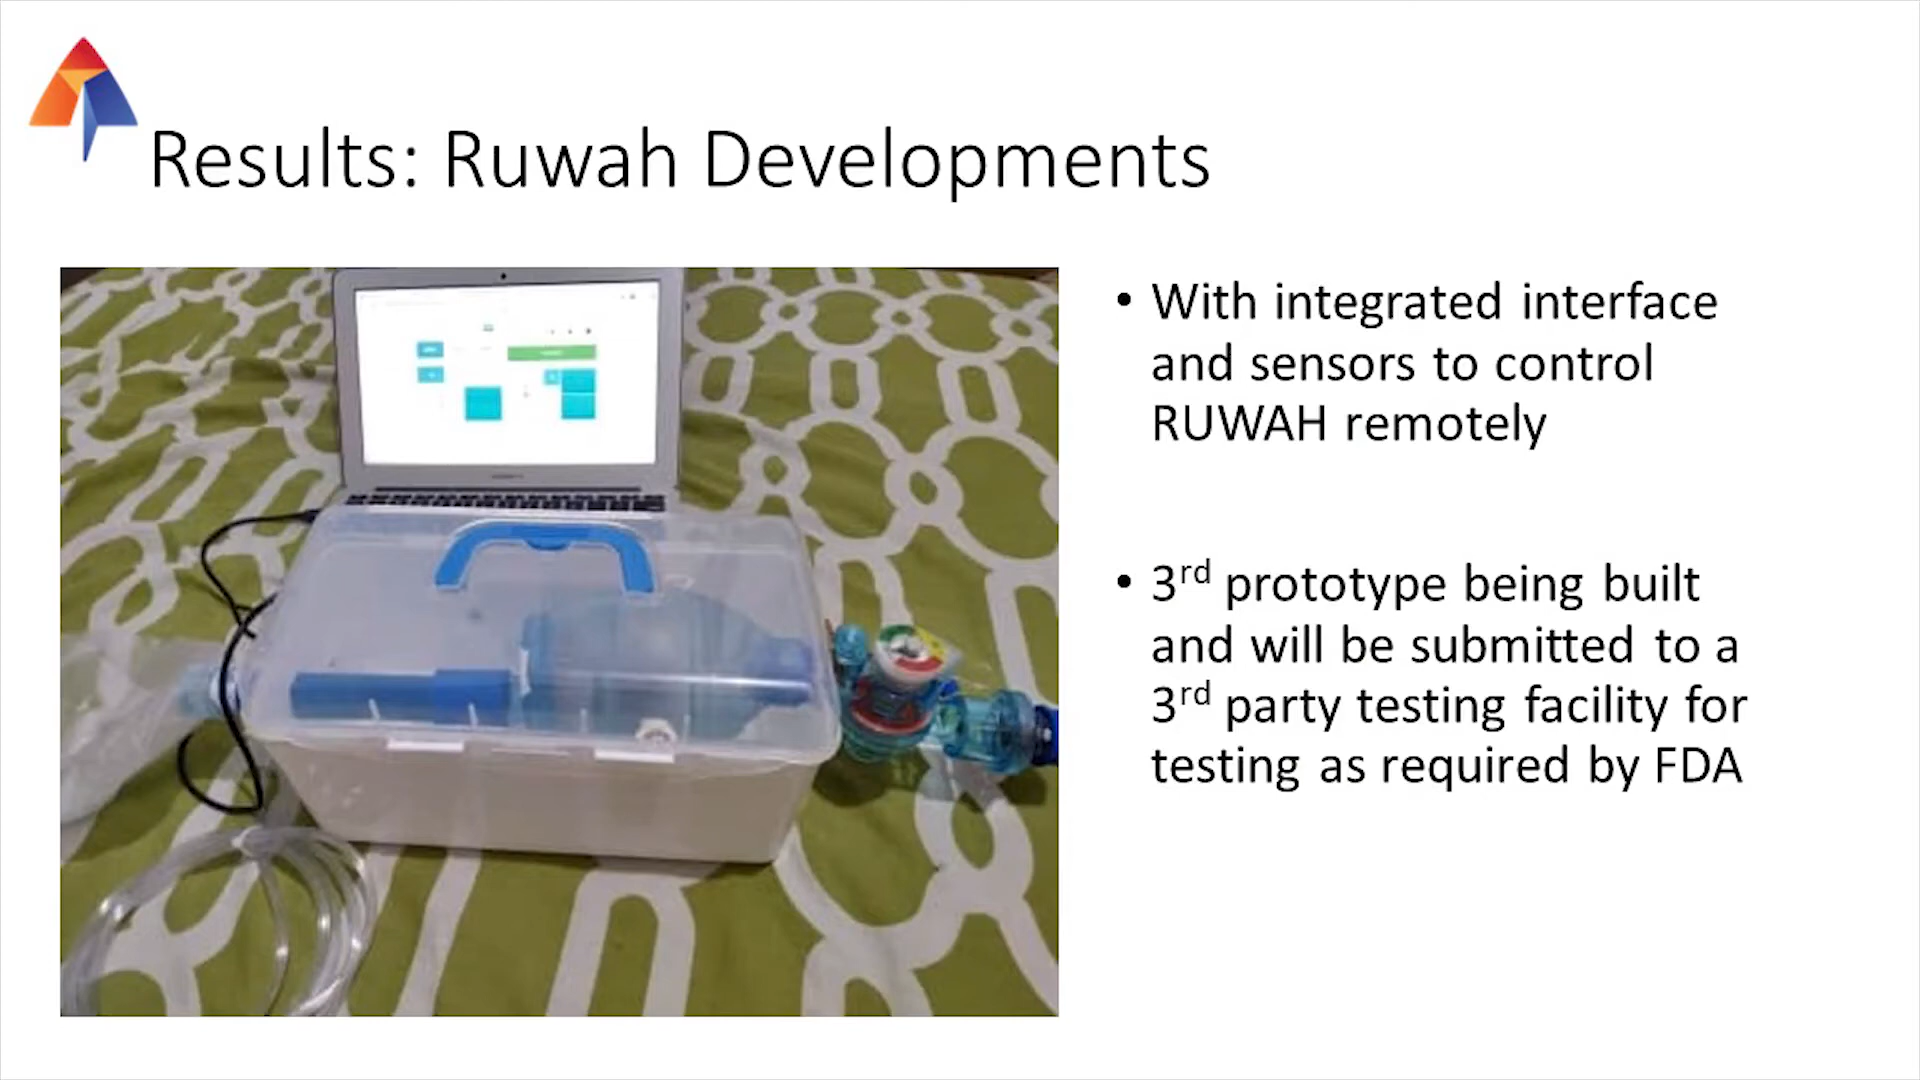 Results: Ruwah Developments
• With integrated interface
and sensors to control
RUWAH remotely
• 3rd prototype being built
and will be submitted to a
3rd party testing facility for
testing as required by FDA